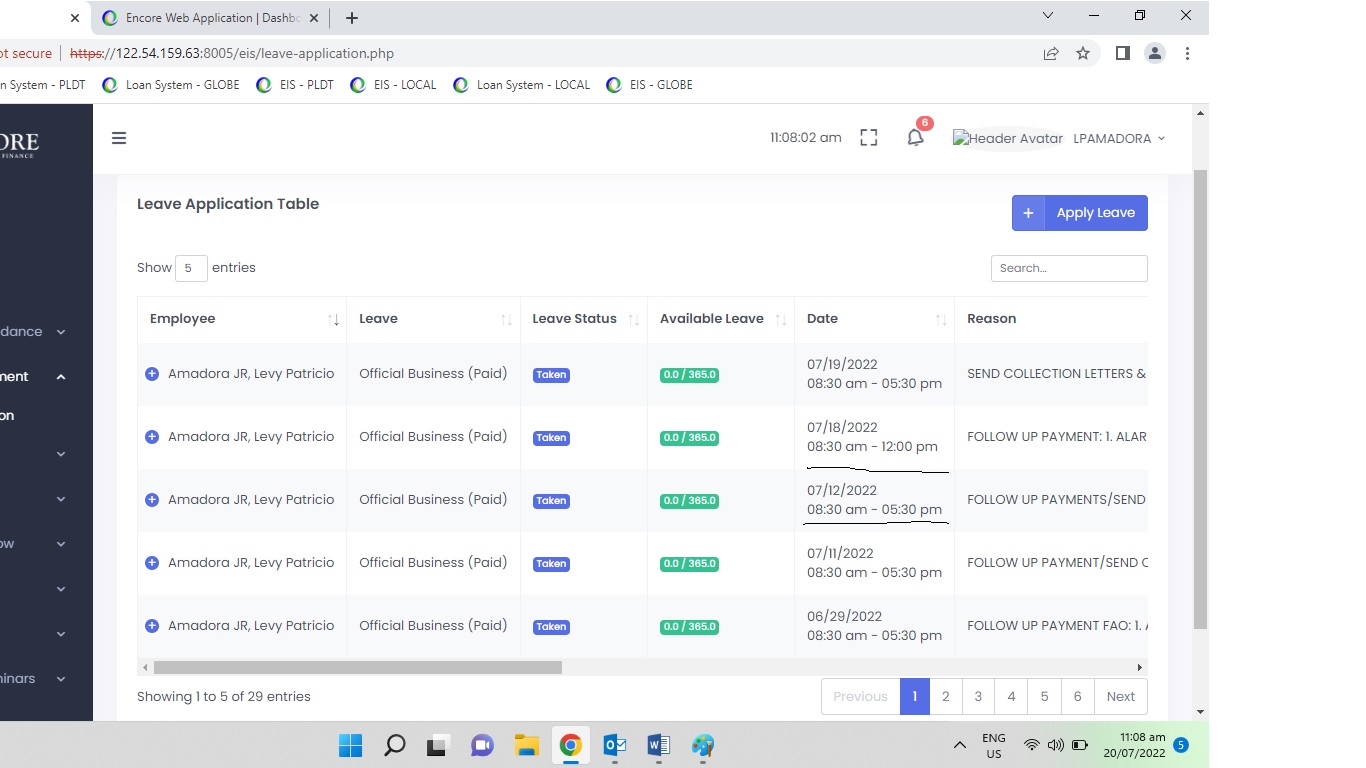 Encore Web Application | Dashbo
ot secure https://122.54.159.63:8005/eis/leave-application.php
n System - PLDT Loan System - GLOBE EIS - PLDT EIS - LOCAL Loan System - LOCAL EIS - GLOBE
ORE
FINANCE
11:08:02 am 6 Header Avatar LPAMADORA
Leave Application Table
+ Apply Leave
Show 5 entries Search...
Employee Leave Leave Status Available Leave Date Reason
Amadora JR, Levy Patricio Official Business (Paid) Taken 0.0 / 365.0 07/19/2022
08:30 am - 05:30 pm SEND COLLECTION LETTERS &
Amadora JR, Levy Patricio Official Business (Paid) Taken 0.0 / 365.0 07/18/2022
08:30 am - 12:00 pm FOLLOW UP PAYMENT: 1. ALAR
Amadora JR, Levy Patricio Official Business (Paid) Taken 0.0 / 365.0 07/12/2022
08:30 am - 05:30 pm FOLLOW UP PAYMENTS/SEND
Amadora JR, Levy Patricio Official Business (Paid) Taken 0.0 / 365.0 07/11/2022
08:30 am - 05:30 pm FOLLOW UP PAYMENT/SEND C
Amadora JR, Levy Patricio Official Business (Paid) Taken 0.0 / 365.0 06/29/2022
08:30 am - 05:30 pm FOLLOW UP PAYMENT FAO: 1. A
dance
ment
on
ow
minars
Showing 1 to 5 of 29 entries
Previous 1 2 3 4 5 6 Next
ENG
US
11:08 am
20/07/2022
5